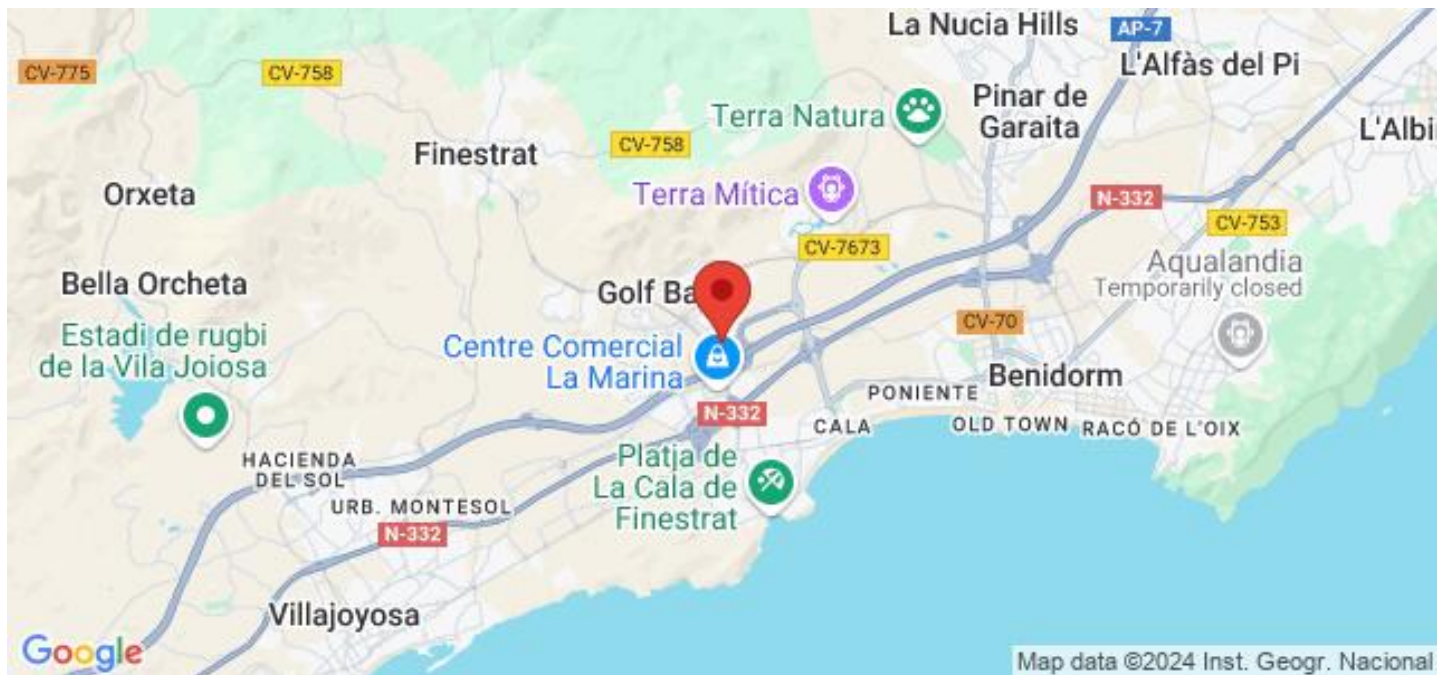 La Nucia Hills
AP-7
CV-775
CV-758
L'Alfàs del Pi
Terra Natura
Pinar de
Garaita
L'Albi
Finestrat
CV-758
Orxeta
Terra Mítica
N-332
CV-753
CV-7673
Bella Orcheta
Golf Ba
Aqualandia
Temporarily closed
Estadi de rugbi
de la Vila Joiosa
CV-70
Centre Comercial
La Marina
Benidorm
PONIENTE
N-332
CALA
OLD TOWN
RACÓ DE L'OIX
HACIENDA
DEL SOL
Platja de
La Cala de
Finestrat
URB. MONTESOL
N-332
Villajoyosa
Google
Map data ©2024 Inst. Geogr. Nacional